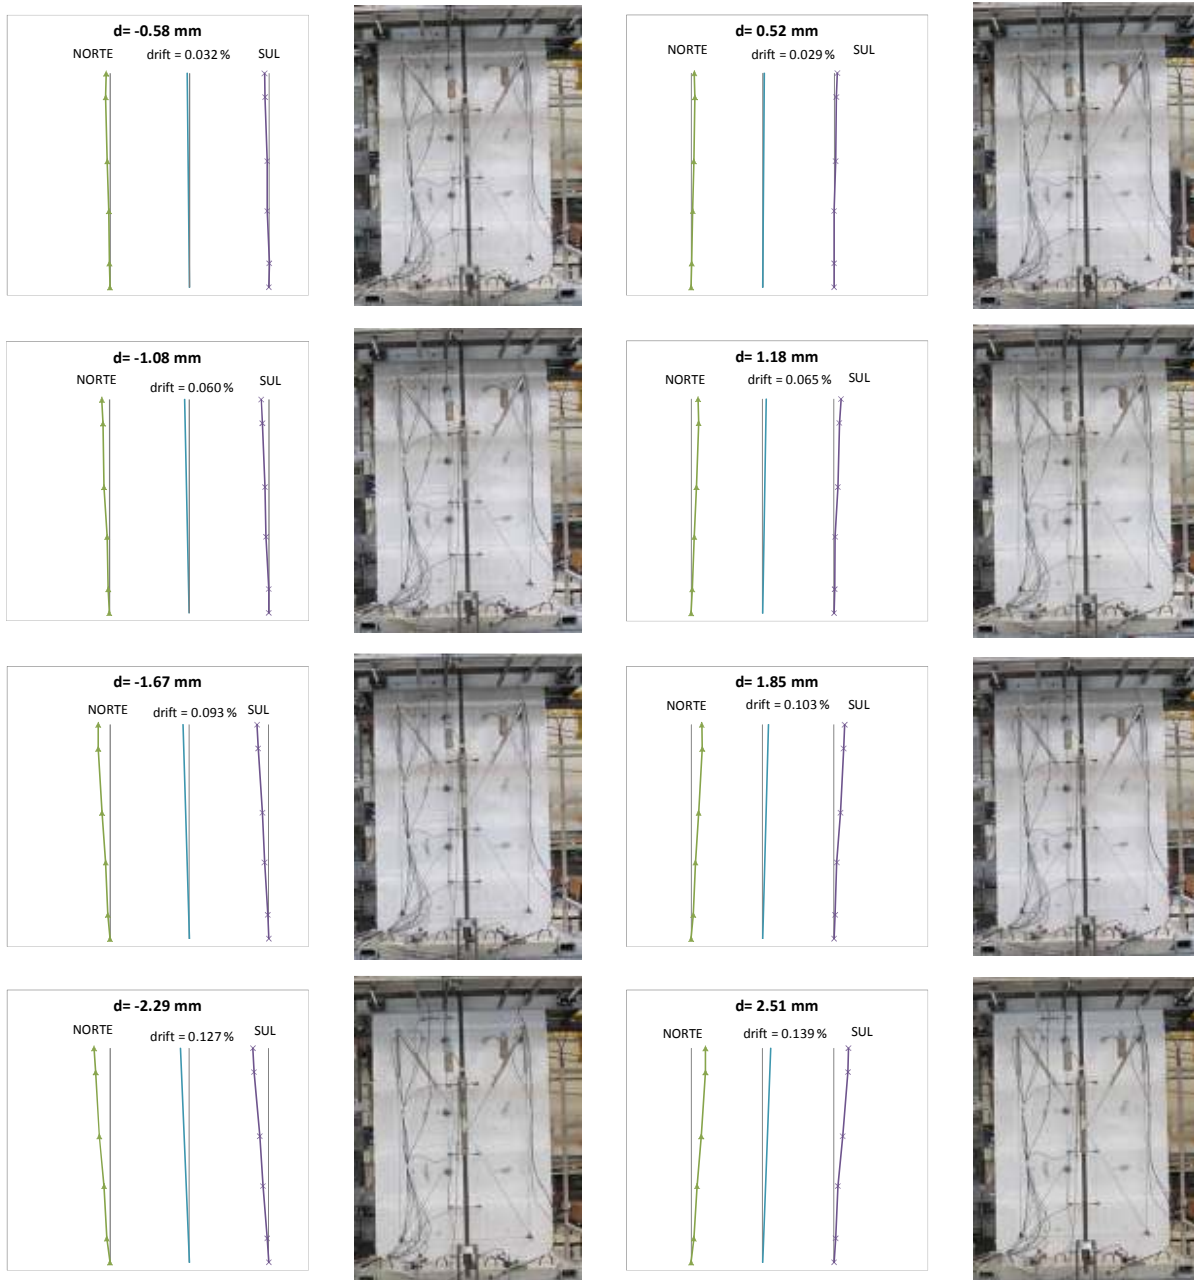 d= -0.58 mm
NORTE drift = 0.032 % SUL
d= 0.52 mm
NORTE drift = 0.029 % SUL
d= -1.08 mm
NORTE drift = 0.060 % SUL
d= 1.18 mm
NORTE drift = 0.065 % SUL
d= -1.67 mm
NORTE drift = 0.093 % SUL
d= 1.85 mm
NORTE drift = 0.103 % SUL
d= -2.29 mm
NORTE drift = 0.127 % SUL
d= 2.51 mm
NORTE drift = 0.139 % SUL